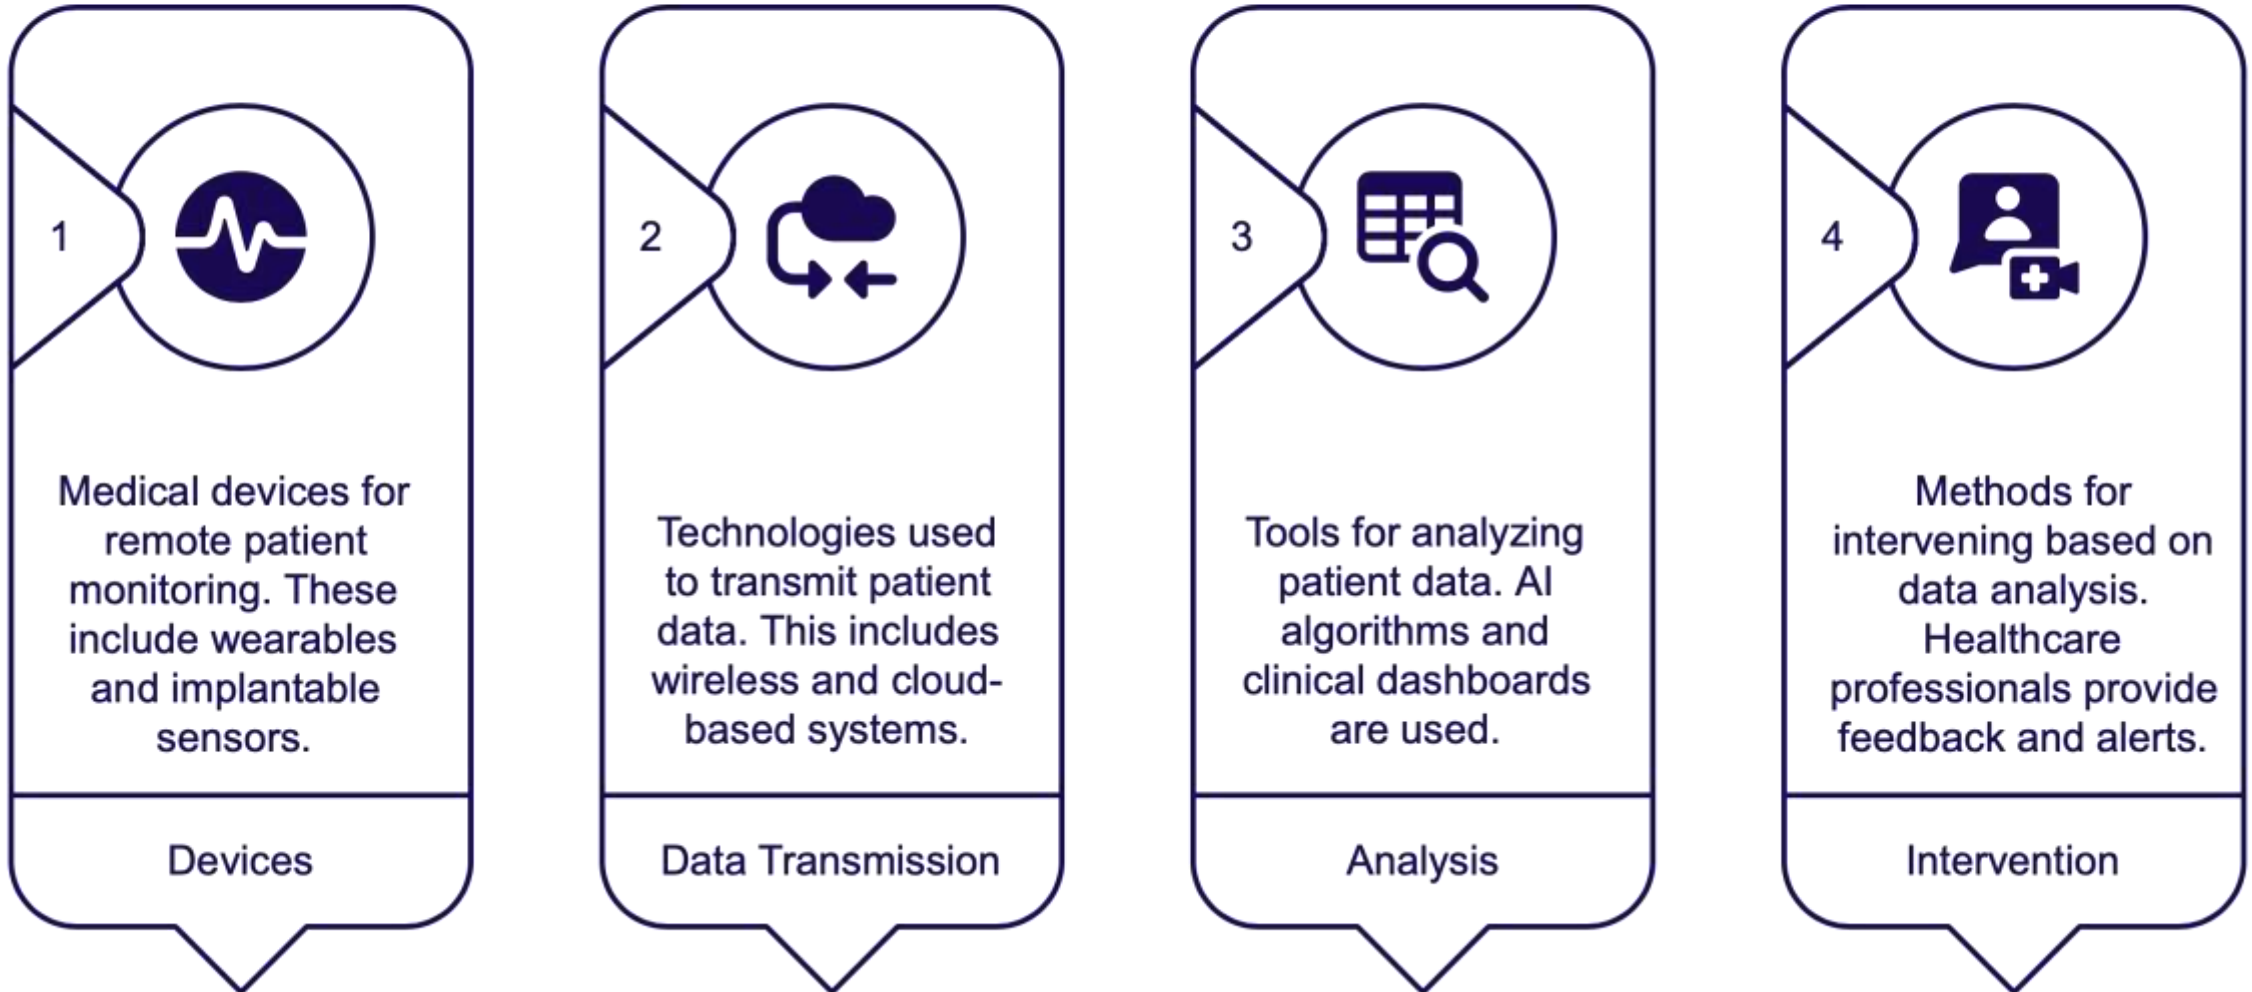 1
Medical devices for
remote patient
monitoring. These
include wearables
and implantable
sensors.
Devices
2
Technologies used
to transmit patient
data. This includes
wireless and cloud-
based systems.
Data Transmission
3
Tools for analyzing
patient data. AI
algorithms and
clinical dashboards
are used.
Analysis
4
Methods for
intervening based on
data analysis.
Healthcare
professionals provide
feedback and alerts.
Intervention